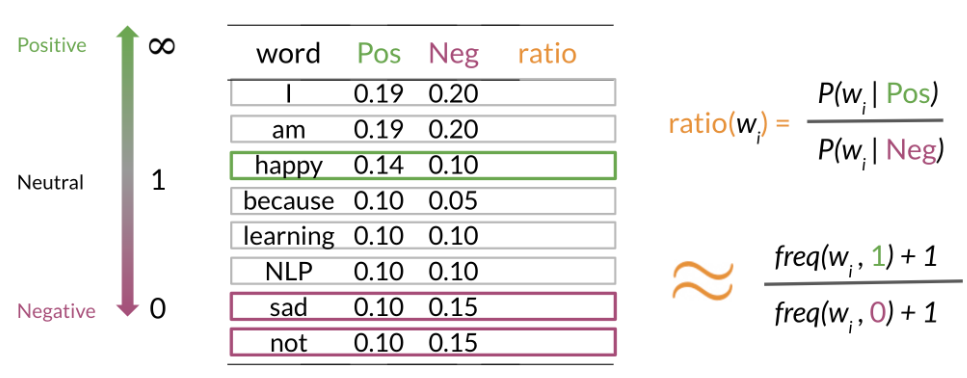 Positive ∞
Neutral 1
Negative 0
word Pos Neg ratio
I 0.19 0.20
am 0.19 0.20
happy 0.14 0.10
because 0.10 0.05
learning 0.10 0.10
NLP 0.10 0.10
sad 0.10 0.15
not 0.10 0.15
ratio(wᵢ) = P(wᵢ | Pos)
P(wᵢ | Neg)
≈ freq(wᵢ, 1) + 1
freq(wᵢ, 0) + 1